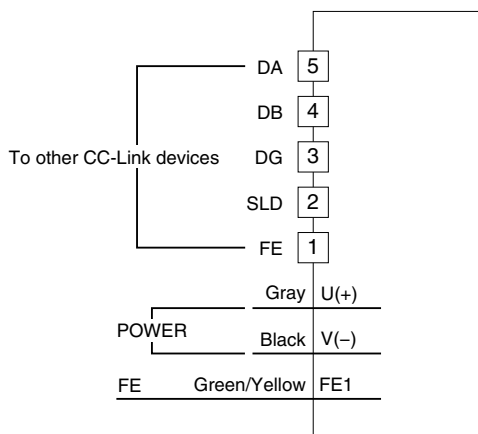 DA 5
DB 4
To other CC-Link devices DG 3
SLD 2
FE 1
Gray U(+)
POWER
Black V(−)
FE Green/Yellow FE1